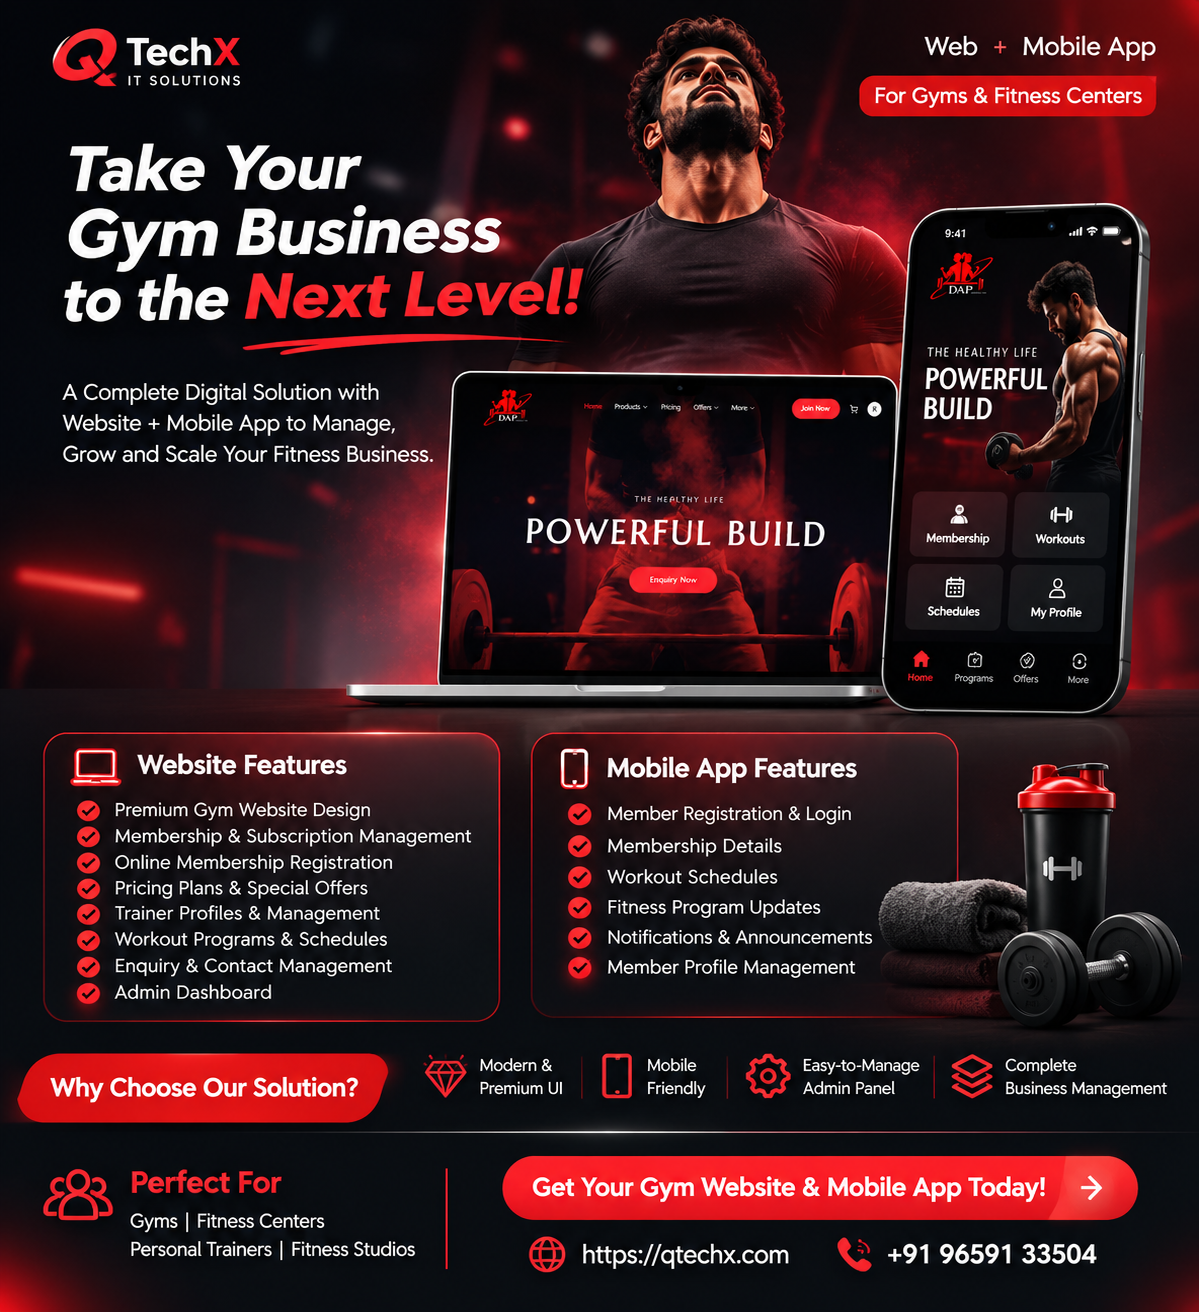 TechX
IT SOLUTIONS
Web + Mobile App
For Gyms & Fitness Centers
Take Your
Gym Business
to the Next Level!
A Complete Digital Solution with
Website + Mobile App to Manage,
Grow and Scale Your Fitness Business.
DAP
Home Products Pricing Offers More Join Now R
THE HEALTHY LIFE
POWERFUL BUILD
Enquiry Now
9:41
DAP
THE HEALTHY LIFE
POWERFUL
BUILD
Membership
Workouts
Schedules
My Profile
Home Programs Offers More
Website Features
Premium Gym Website Design
Membership & Subscription Management
Online Membership Registration
Pricing Plans & Special Offers
Trainer Profiles & Management
Workout Programs & Schedules
Enquiry & Contact Management
Admin Dashboard
Mobile App Features
Member Registration & Login
Membership Details
Workout Schedules
Fitness Program Updates
Notifications & Announcements
Member Profile Management
Why Choose Our Solution?
Modern &
Premium UI
Mobile
Friendly
Easy-to-Manage
Admin Panel
Complete
Business Management
Perfect For
Gyms | Fitness Centers
Personal Trainers | Fitness Studios
Get Your Gym Website & Mobile App Today!
https://qtechx.com
+91 96591 33504